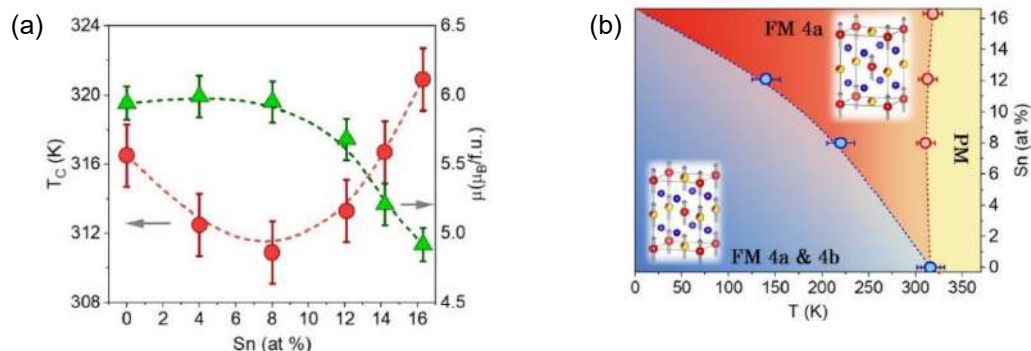 (a)
324
320
316
312
308
T_C (K)
0 2 4 6 8 10 12 14 16
Sn (at %)
6.5
6.0
5.5
5.0
4.5
μ(μ_B/f.u.)
(b)
FM 4a
FM 4a & 4b
PM
16
14
12
10
8
6
4
2
0
Sn (at %)
0 50 100 150 200 250 300 350
T (K)